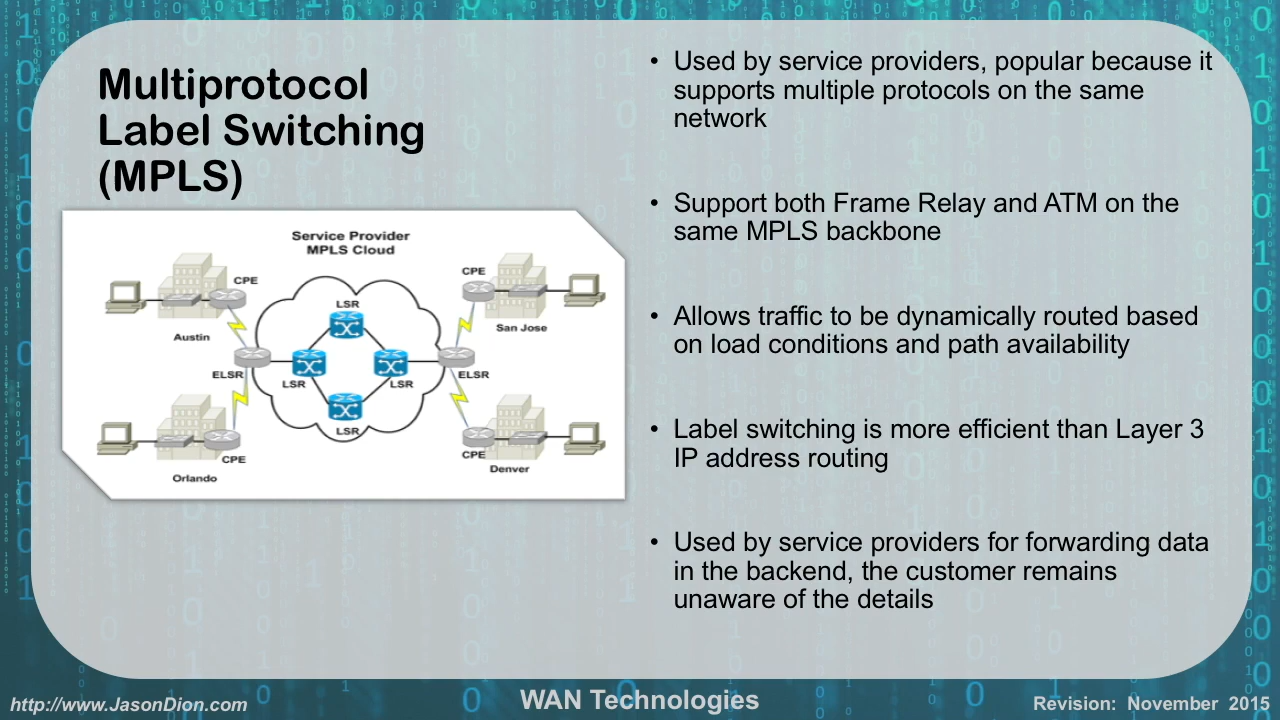 Multiprotocol
Label Switching
(MPLS)
Service Provider
MPLS Cloud
CPE
Austin
LSR
CPE
San Jose
ELSR
LSR
LSR
ELSR
LSR
CPE
Orlando
CPE
Denver
• Used by service providers, popular because it
supports multiple protocols on the same
network
• Support both Frame Relay and ATM on the
same MPLS backbone
• Allows traffic to be dynamically routed based
on load conditions and path availability
• Label switching is more efficient than Layer 3
IP address routing
• Used by service providers for forwarding data
in the backend, the customer remains
unaware of the details
http://www.JasonDion.com
WAN Technologies
Revision: November 2015